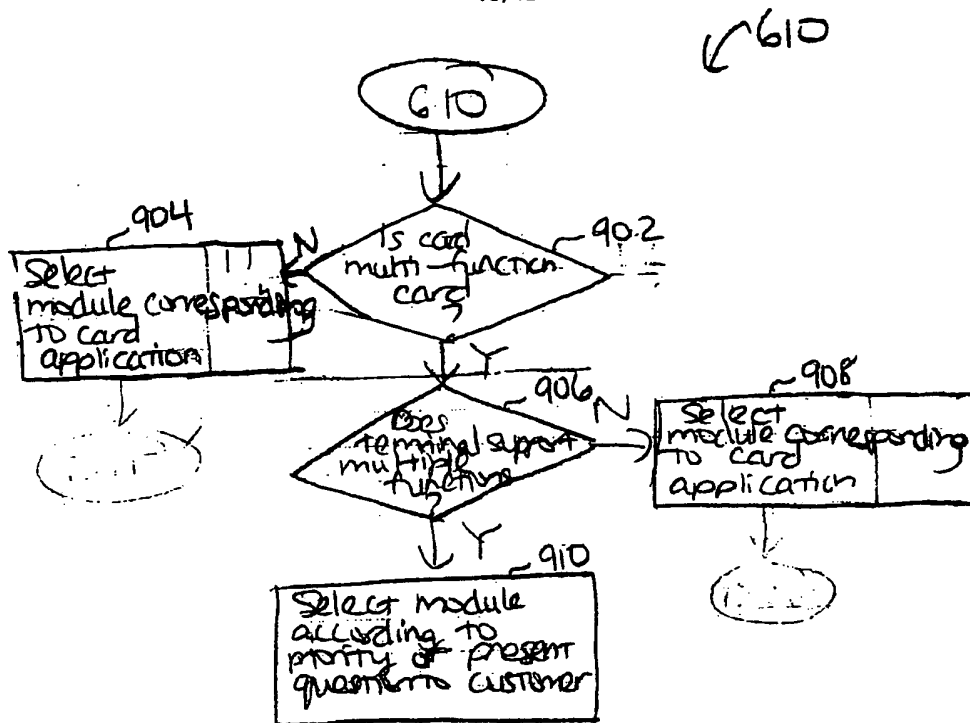 610
610
Is card
multi-function
card
?
902
N
904
Select
module corresponding
to card
application
Y
906
Does
terminal support
multiple
functions
?
N
908
Select
module corresponding
to card
application
Y
910
Select module
according to
priority or present
question to customer